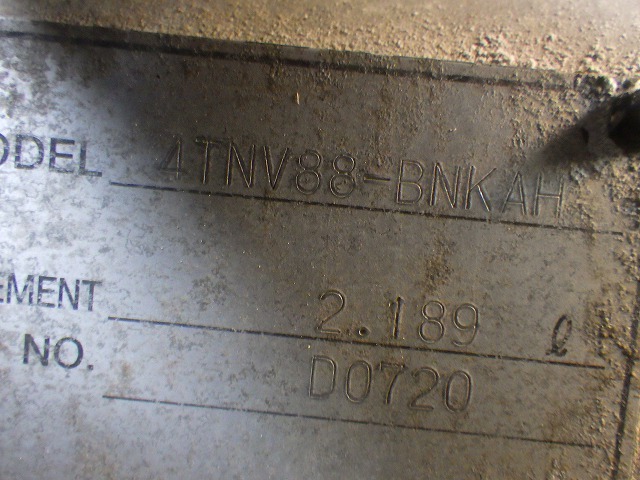 ODEL 4TNV88-BNKAH
EMENT 2.189 ℓ
NO. D0720